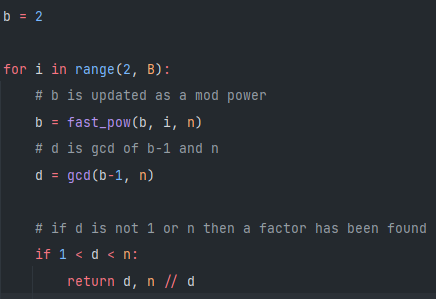 b = 2
for i in range(2, B):
    # b is updated as a mod power
    b = fast_pow(b, i, n)
    # d is gcd of b-1 and n
    d = gcd(b-1, n)
    # if d is not 1 or n then a factor has been found
    if 1 < d < n:
        return d, n // d